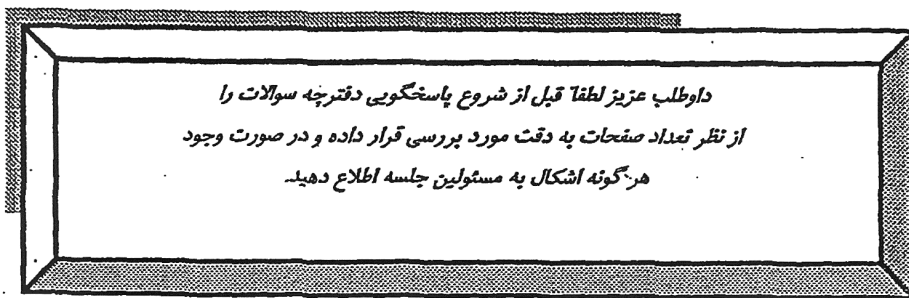 داوطلب عزیز لطفاً قبل از شروع پاسخگویی دفترچه سوالات را
از نظر تعداد صفحات به دقت مورد بررسی قرار داده و در صورت وجود
هر گونه اشکال به مسئولین جلسه اطلاع دهید.